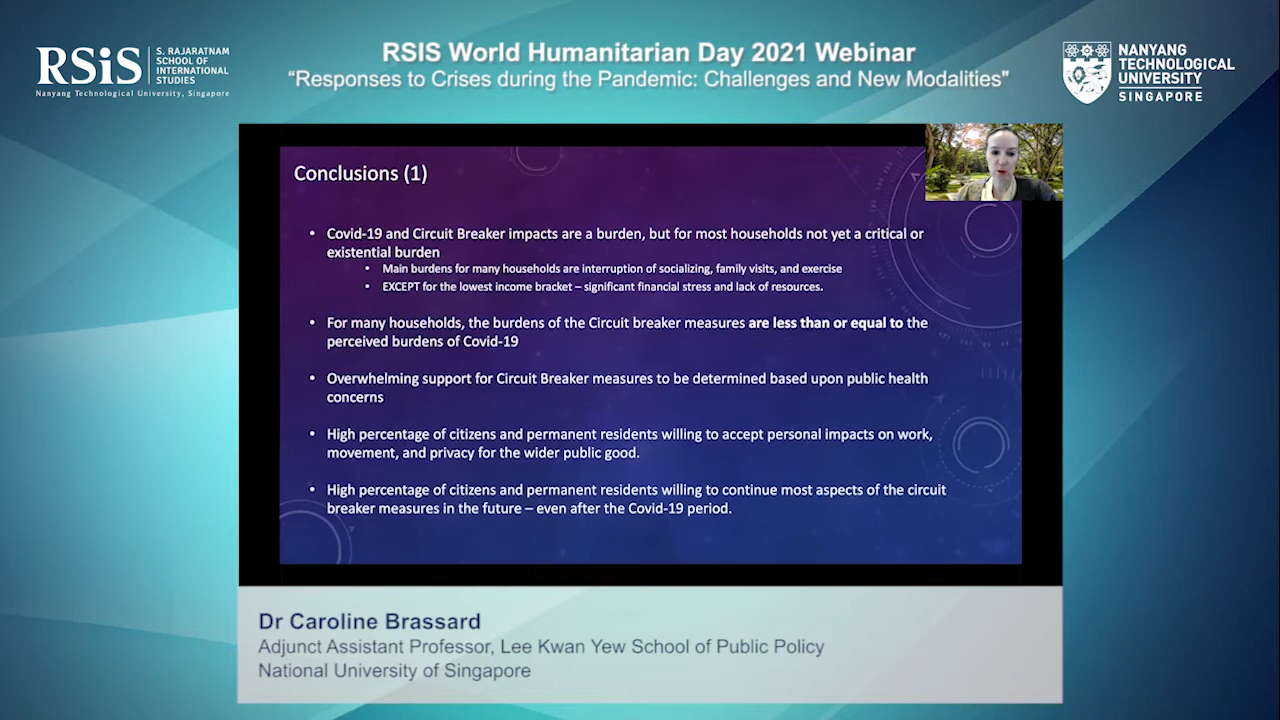 RSiS
S. RAJARATNAM
SCHOOL OF
INTERNATIONAL
STUDIES
Nanyang Technological University, Singapore
RSIS World Humanitarian Day 2021 Webinar
“Responses to Crises during the Pandemic: Challenges and New Modalities"
NANYANG
TECHNOLOGICAL
UNIVERSITY
SINGAPORE
Conclusions (1)
• Covid-19 and Circuit Breaker impacts are a burden, but for most households not yet a critical or
existential burden
• Main burdens for many households are interruption of socializing, family visits, and exercise
• EXCEPT for the lowest income bracket – significant financial stress and lack of resources.
• For many households, the burdens of the Circuit breaker measures are less than or equal to the
perceived burdens of Covid-19
• Overwhelming support for Circuit Breaker measures to be determined based upon public health
concerns
• High percentage of citizens and permanent residents willing to accept personal impacts on work,
movement, and privacy for the wider public good.
• High percentage of citizens and permanent residents willing to continue most aspects of the circuit
breaker measures in the future – even after the Covid-19 period.
Dr Caroline Brassard
Adjunct Assistant Professor, Lee Kwan Yew School of Public Policy
National University of Singapore